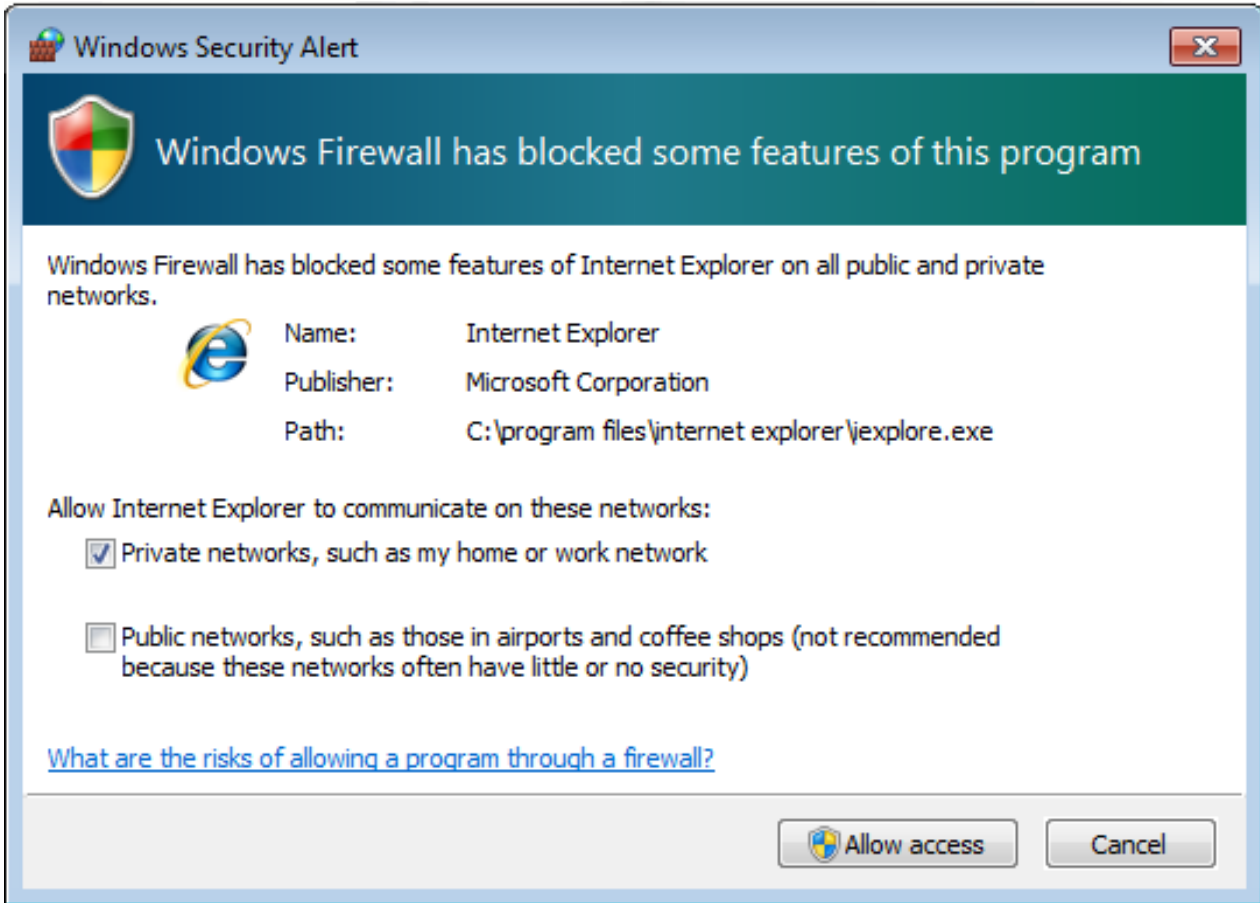 Windows Security Alert
Windows Firewall has blocked some features of this program
Windows Firewall has blocked some features of Internet Explorer on all public and private
networks.
Name: Internet Explorer
Publisher: Microsoft Corporation
Path: C:\program files\internet explorer\iexplore.exe
Allow Internet Explorer to communicate on these networks:
Private networks, such as my home or work network
Public networks, such as those in airports and coffee shops (not recommended
because these networks often have little or no security)
What are the risks of allowing a program through a firewall?
Allow access Cancel